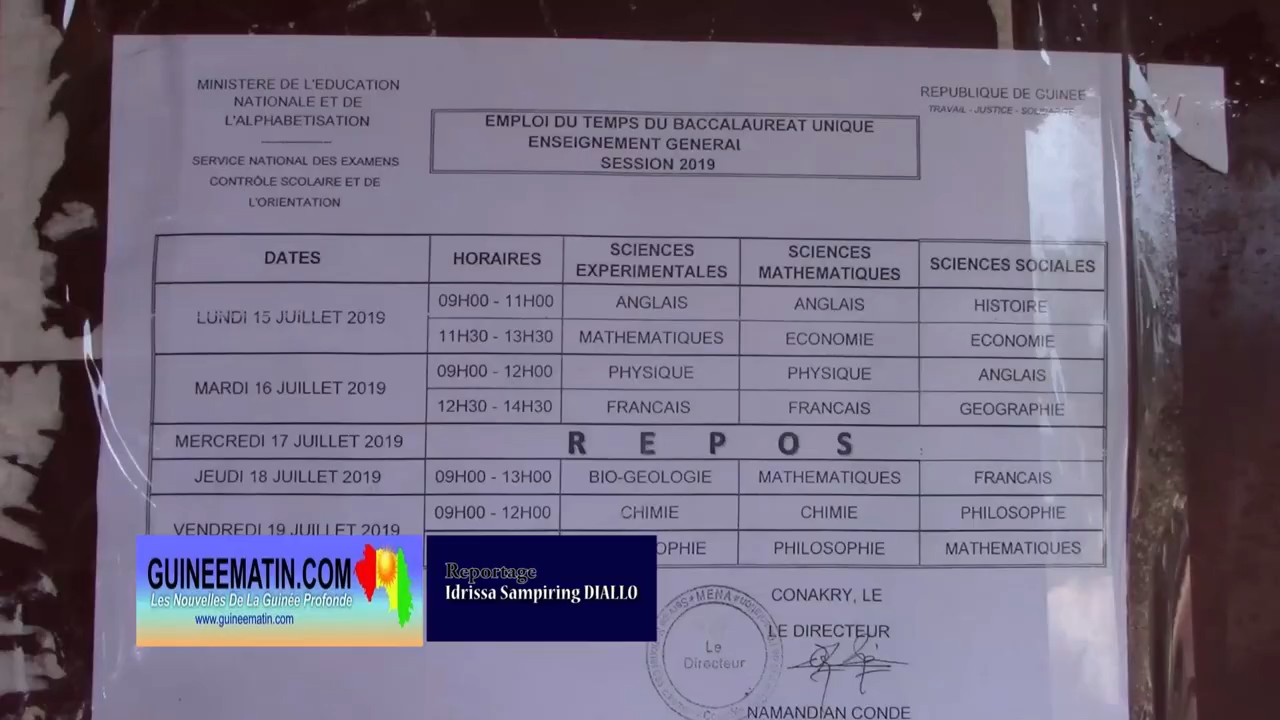 MINISTERE DE L'EDUCATION
NATIONALE ET DE
L'ALPHABETISATION
SERVICE NATIONAL DES EXAMENS
CONTRÔLE SCOLAIRE ET DE
L'ORIENTATION
REPUBLIQUE DE GUINEE
TRAVAIL - JUSTICE -
EMPLOI DU TEMPS DU BACCALAUREAT UNIQUE
ENSEIGNEMENT GENERAL
SESSION 2019
DATES HORAIRES SCIENCES EXPERIMENTALES SCIENCES MATHEMATIQUES SCIENCES SOCIALES
LUNDI 15 JUILLET 2019 09H00 - 11H00 ANGLAIS ANGLAIS HISTOIRE
11H30 - 13H30 MATHEMATIQUES ECONOMIE ECONOMIE
MARDI 16 JUILLET 2019 09H00 - 12H00 PHYSIQUE PHYSIQUE ANGLAIS
12H30 - 14H30 FRANCAIS FRANCAIS GEOGRAPHIE
MERCREDI 17 JUILLET 2019 R E P O S
JEUDI 18 JUILLET 2019 09H00 - 13H00 BIO-GEOLOGIE MATHEMATIQUES FRANCAIS
VENDREDI 19 JUILLET 2019 09H00 - 12H00 CHIMIE CHIMIE PHILOSOPHIE
OPHIE PHILOSOPHIE MATHEMATIQUES
GUINEEMATIN.COM
Les Nouvelles De La Guinée Profonde
www.guineematin.com
Reportage
Idrissa Sampiring DIALLO
MENA
Le
Directeur
CONAKRY, LE
LE DIRECTEUR
NAMANDIAN CONDE